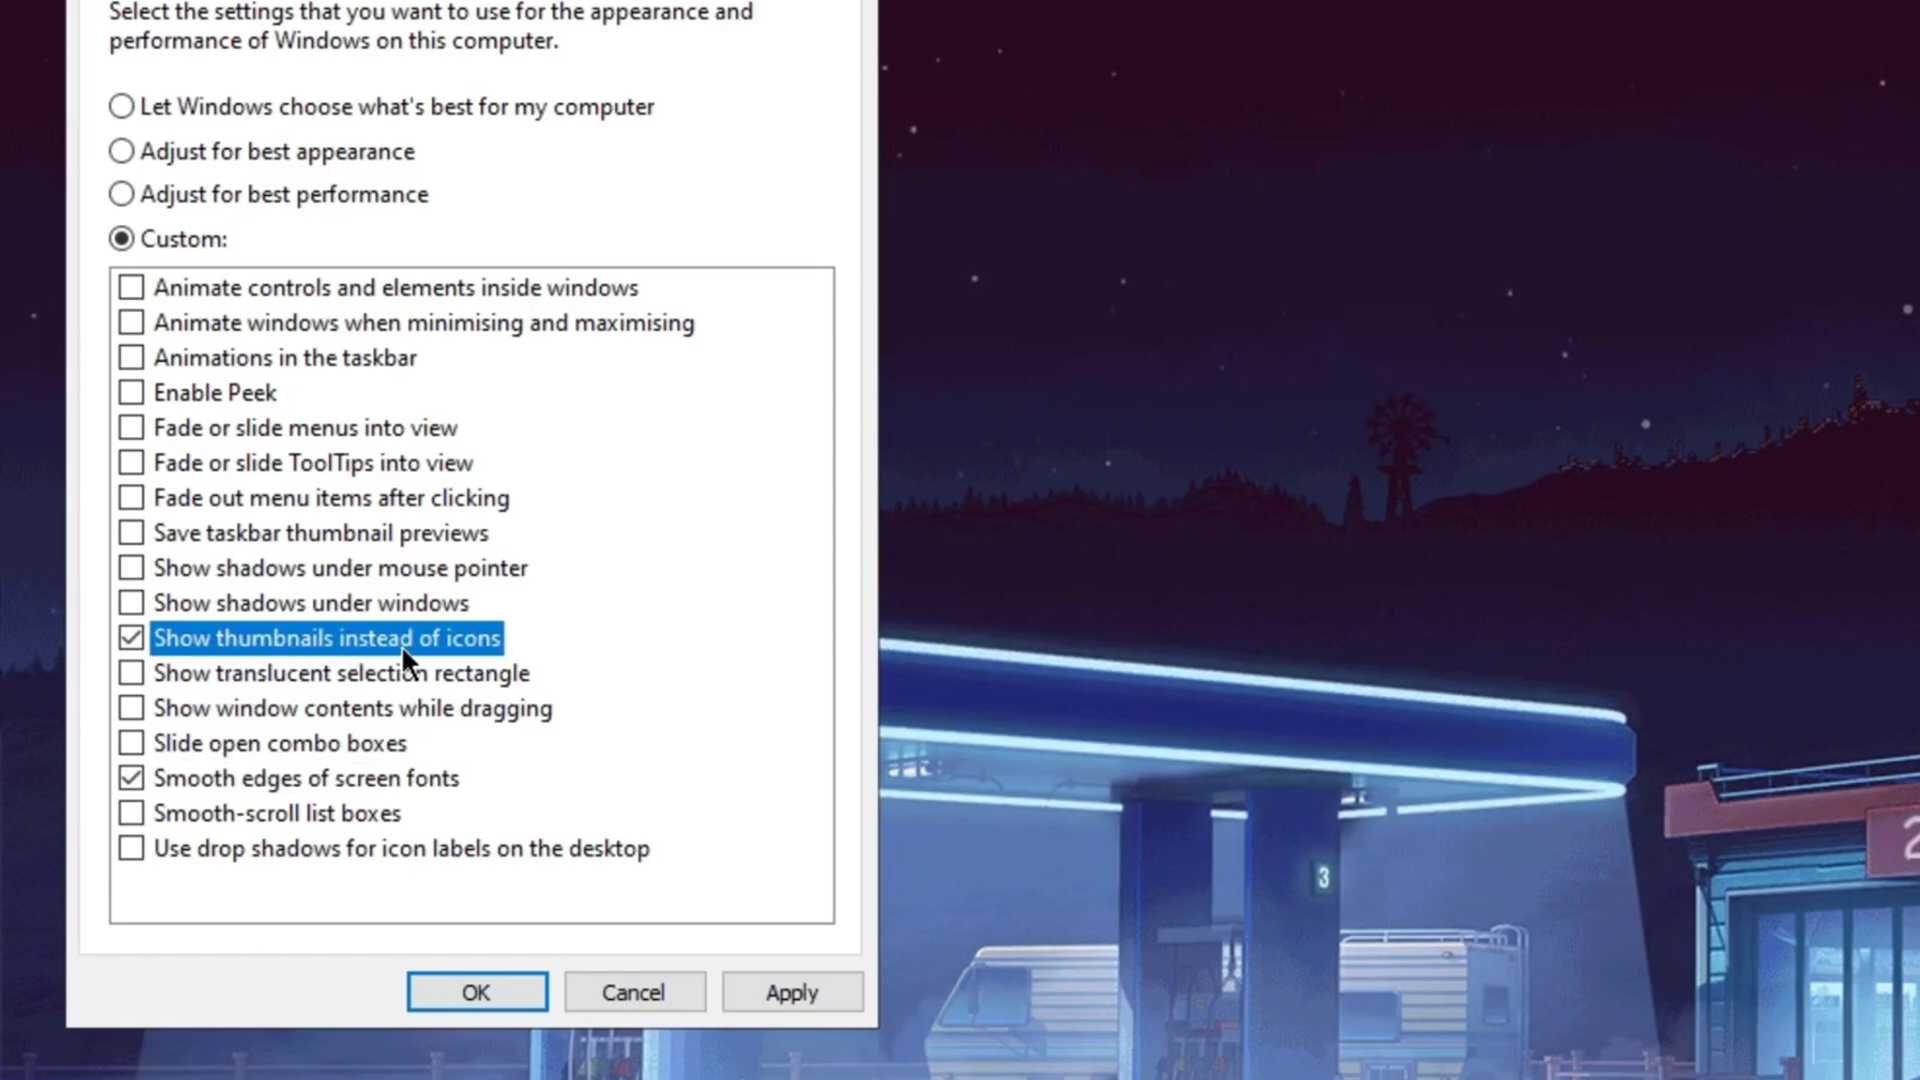 Select the settings that you want to use for the appearance and
performance of Windows on this computer.
Let Windows choose what's best for my computer
Adjust for best appearance
Adjust for best performance
Custom:
Animate controls and elements inside windows
Animate windows when minimising and maximising
Animations in the taskbar
Enable Peek
Fade or slide menus into view
Fade or slide ToolTips into view
Fade out menu items after clicking
Save taskbar thumbnail previews
Show shadows under mouse pointer
Show shadows under windows
Show thumbnails instead of icons
Show translucent selection rectangle
Show window contents while dragging
Slide open combo boxes
Smooth edges of screen fonts
Smooth-scroll list boxes
Use drop shadows for icon labels on the desktop
OK
Cancel
Apply
3
2